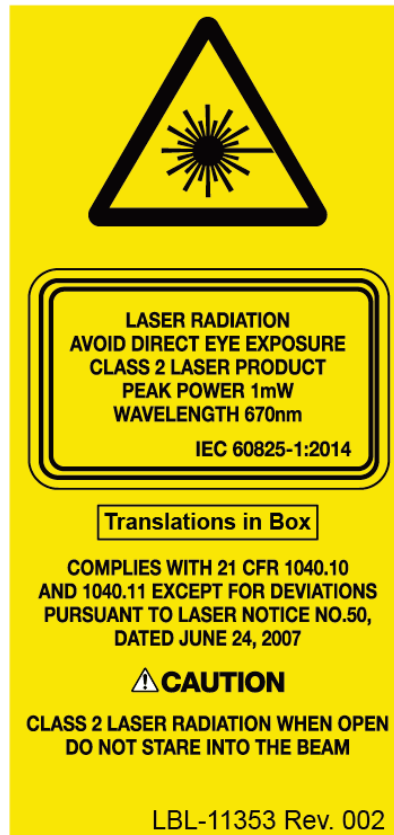 LASER RADIATION
AVOID DIRECT EYE EXPOSURE
CLASS 2 LASER PRODUCT
PEAK POWER 1mW
WAVELENGTH 670nm
IEC 60825-1:2014
Translations in Box
COMPLIES WITH 21 CFR 1040.10
AND 1040.11 EXCEPT FOR DEVIATIONS
PURSUANT TO LASER NOTICE NO.50,
DATED JUNE 24, 2007
⚠CAUTION
CLASS 2 LASER RADIATION WHEN OPEN
DO NOT STARE INTO THE BEAM
LBL-11353 Rev. 002